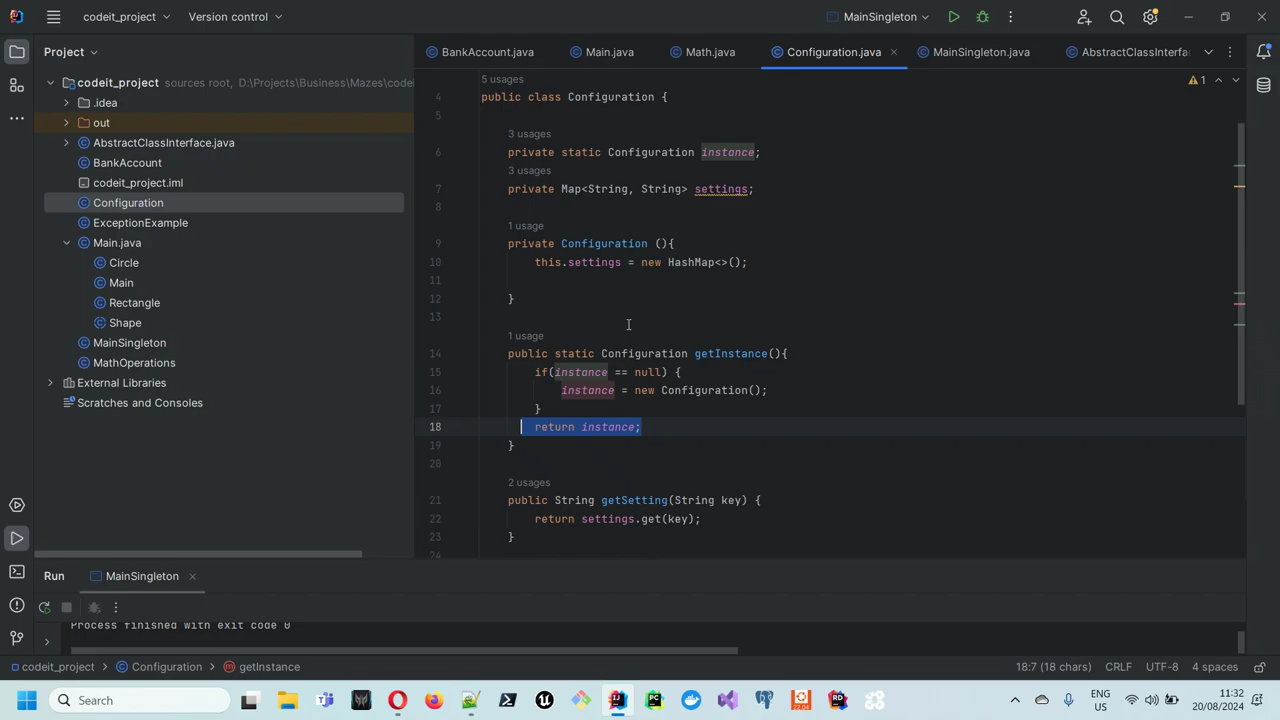 codeit_project Version control MainSingleton
Project BankAccount.java Main.java Math.java Configuration.java MainSingleton.java AbstractClassInterfa
codeit_project sources root, D:\Projects\Business\Mazes\codei
.idea
out
AbstractClassInterface.java
BankAccount
codeit_project.iml
Configuration
ExceptionExample
Main.java
Circle
Main
Rectangle
Shape
MainSingleton
MathOperations
External Libraries
Scratches and Consoles
5 usages
1
4 public class Configuration {
5
3 usages
6 private static Configuration instance;
3 usages
7 private Map<String, String> settings;
8
1 usage
9 private Configuration (){
10 this.settings = new HashMap<>();
11
12 }
13
1 usage
14 public static Configuration getInstance(){
15 if(instance == null) {
16 instance = new Configuration();
17 }
18 return instance;
19 }
20
2 usages
21 public String getSetting(String key) {
22 return settings.get(key);
23 }
24
Run MainSingleton
Process finished with exit code 0
codeit_project > Configuration > getInstance 18:7 (18 chars) CRLF UTF-8 4 spaces
Search ENG 11:32
US 20/08/2024